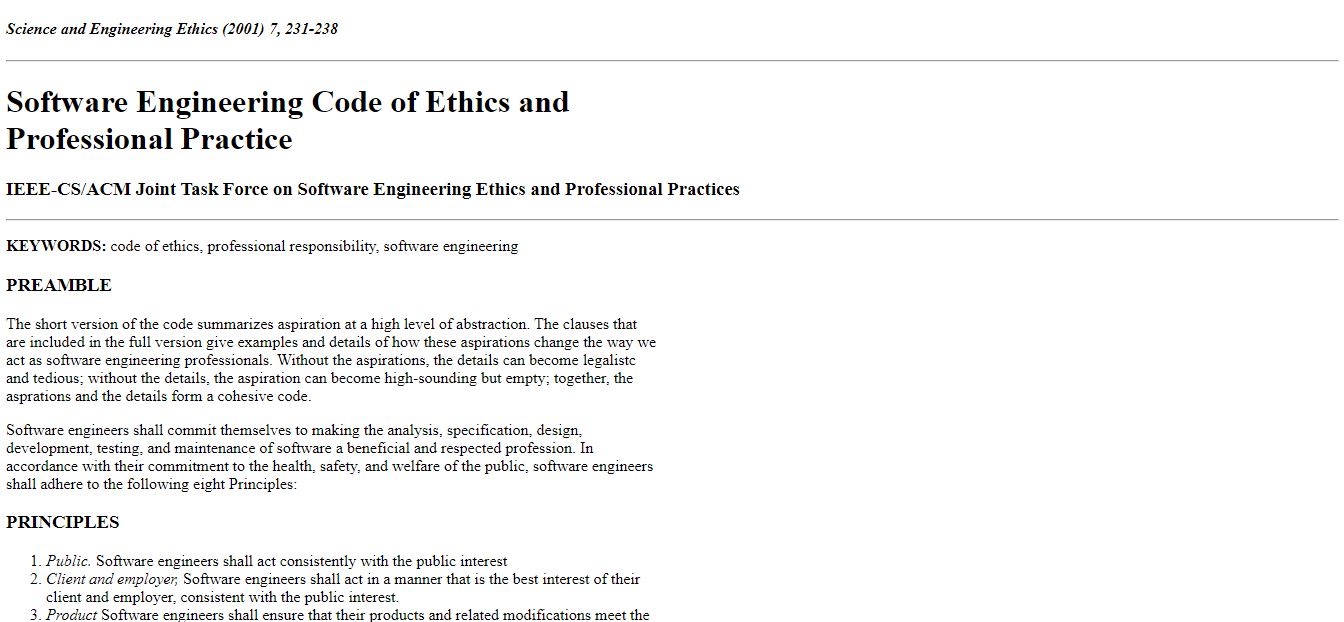 Science and Engineering Ethics (2001) 7, 231-238
Software Engineering Code of Ethics and
Professional Practice
IEEE-CS/ACM Joint Task Force on Software Engineering Ethics and Professional Practices
KEYWORDS: code of ethics, professional responsibility, software engineering
PREAMBLE
The short version of the code summarizes aspiration at a high level of abstraction. The clauses that
are included in the full version give examples and details of how these aspirations change the way we
act as software engineering professionals. Without the aspirations, the details can become legalistc
and tedious; without the details, the aspiration can become high-sounding but empty; together, the
asprations and the details form a cohesive code.
Software engineers shall commit themselves to making the analysis, specification, design,
development, testing, and maintenance of software a beneficial and respected profession. In
accordance with their commitment to the health, safety, and welfare of the public, software engineers
shall adhere to the following eight Principles:
PRINCIPLES
1. Public. Software engineers shall act consistently with the public interest
2. Client and employer, Software engineers shall act in a manner that is the best interest of their
client and employer, consistent with the public interest.
3. Product Software engineers shall ensure that their products and related modifications meet the